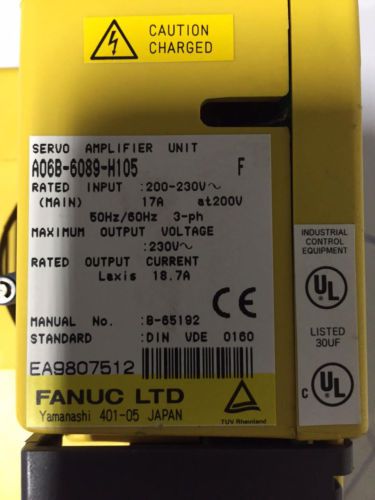 CAUTION
CHARGED
SERVO AMPLIFIER UNIT
A06B-6089-H105 F
RATED INPUT :200-230V~
(MAIN) 17A at200V
50Hz/60Hz 3-ph
MAXIMUM OUTPUT VOLTAGE
:230V~
RATED OUTPUT CURRENT
Laxis 18.7A
MANUAL No. :B-65192
STANDARD :DIN VDE 0160
CE
EA9807512
FANUC LTD
Yamanashi 401-05 JAPAN
TUV Rheinland
INDUSTRIAL
CONTROL
EQUIPMENT
UL
LISTED
30UF
C UL